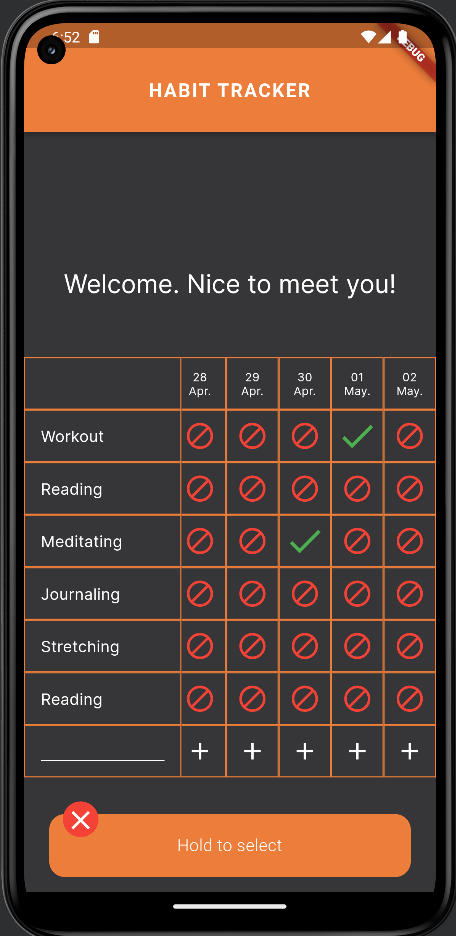 6:52
DEBUG
HABIT TRACKER
Welcome. Nice to meet you!
28 29 30 01 02
Apr. Apr. Apr. May. May.
Workout
Reading
Meditating
Journaling
Stretching
Reading
Hold to select